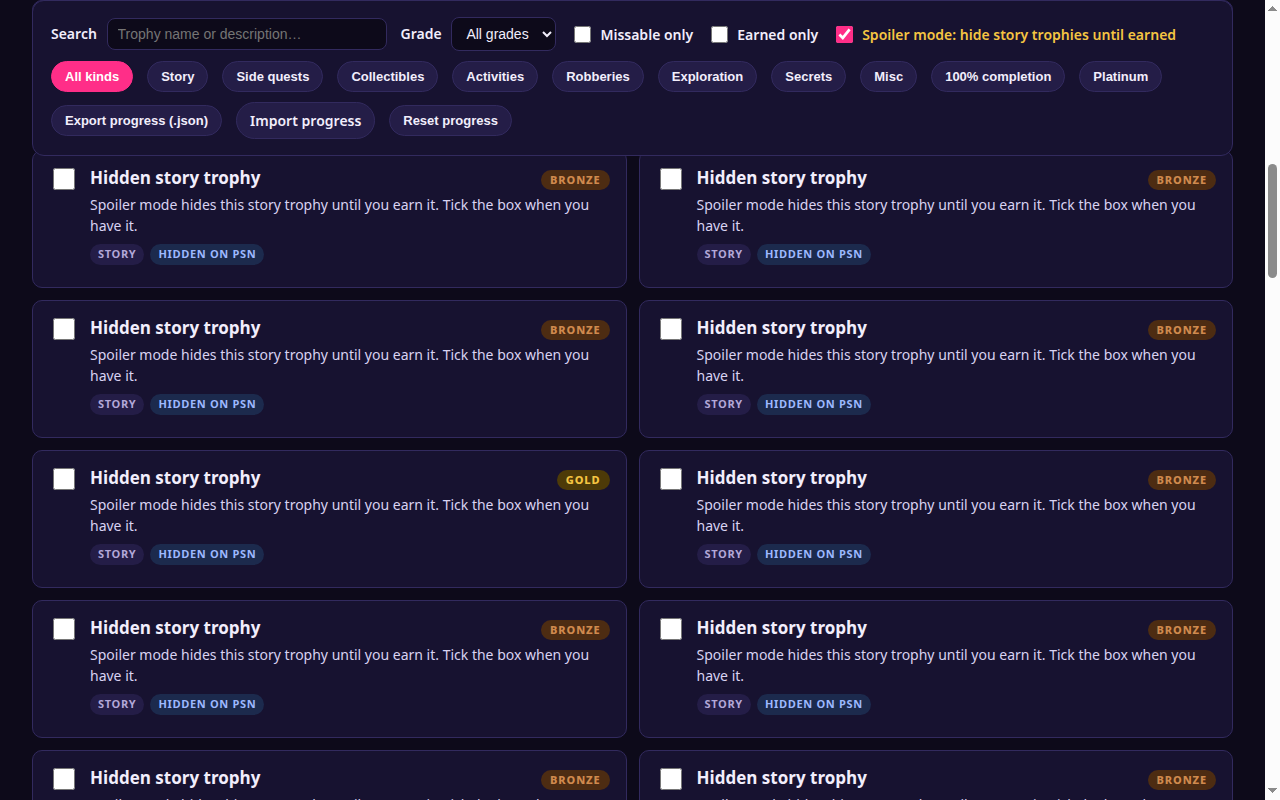 Search Trophy name or description… Grade All grades Missable only Earned only Spoiler mode: hide story trophies until earned
All kinds Story Side quests Collectibles Activities Robberies Exploration Secrets Misc 100% completion Platinum
Export progress (.json) Import progress Reset progress
Hidden story trophy BRONZE
Spoiler mode hides this story trophy until you earn it. Tick the box when you
have it.
STORY HIDDEN ON PSN
Hidden story trophy BRONZE
Spoiler mode hides this story trophy until you earn it. Tick the box when you
have it.
STORY HIDDEN ON PSN
Hidden story trophy BRONZE
Spoiler mode hides this story trophy until you earn it. Tick the box when you
have it.
STORY HIDDEN ON PSN
Hidden story trophy BRONZE
Spoiler mode hides this story trophy until you earn it. Tick the box when you
have it.
STORY HIDDEN ON PSN
Hidden story trophy GOLD
Spoiler mode hides this story trophy until you earn it. Tick the box when you
have it.
STORY HIDDEN ON PSN
Hidden story trophy BRONZE
Spoiler mode hides this story trophy until you earn it. Tick the box when you
have it.
STORY HIDDEN ON PSN
Hidden story trophy BRONZE
Spoiler mode hides this story trophy until you earn it. Tick the box when you
have it.
STORY HIDDEN ON PSN
Hidden story trophy BRONZE
Spoiler mode hides this story trophy until you earn it. Tick the box when you
have it.
STORY HIDDEN ON PSN
Hidden story trophy BRONZE
Hidden story trophy BRONZE